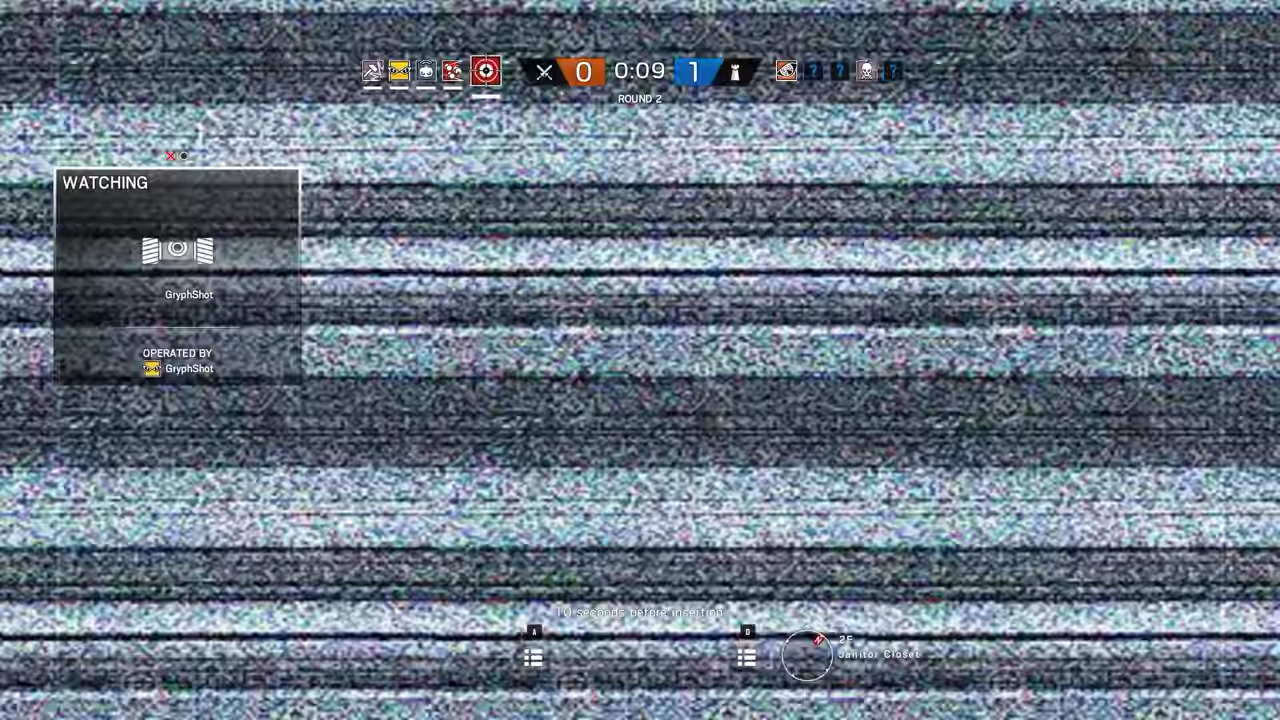 0 0:09 1
ROUND 2
? ? ?
WATCHING
GryphShot
OPERATED BY
GryphShot
10 seconds before insertion
A D
N 2F
Janitor Closet